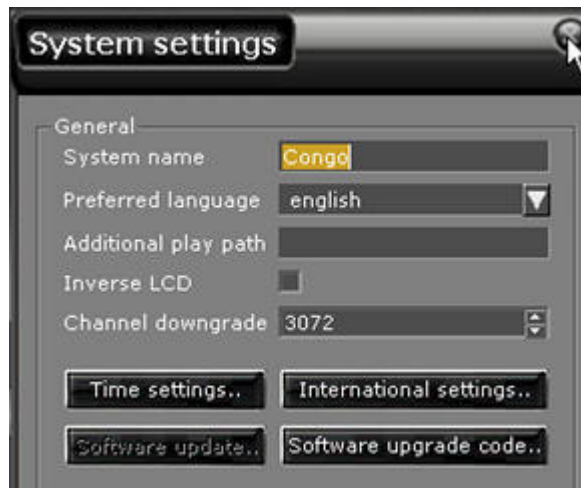 System settings
General
System name Congo
Preferred language english
Additional play path
Inverse LCD
Channel downgrade 3072
Time settings.. International settings..
Software update.. Software upgrade code..